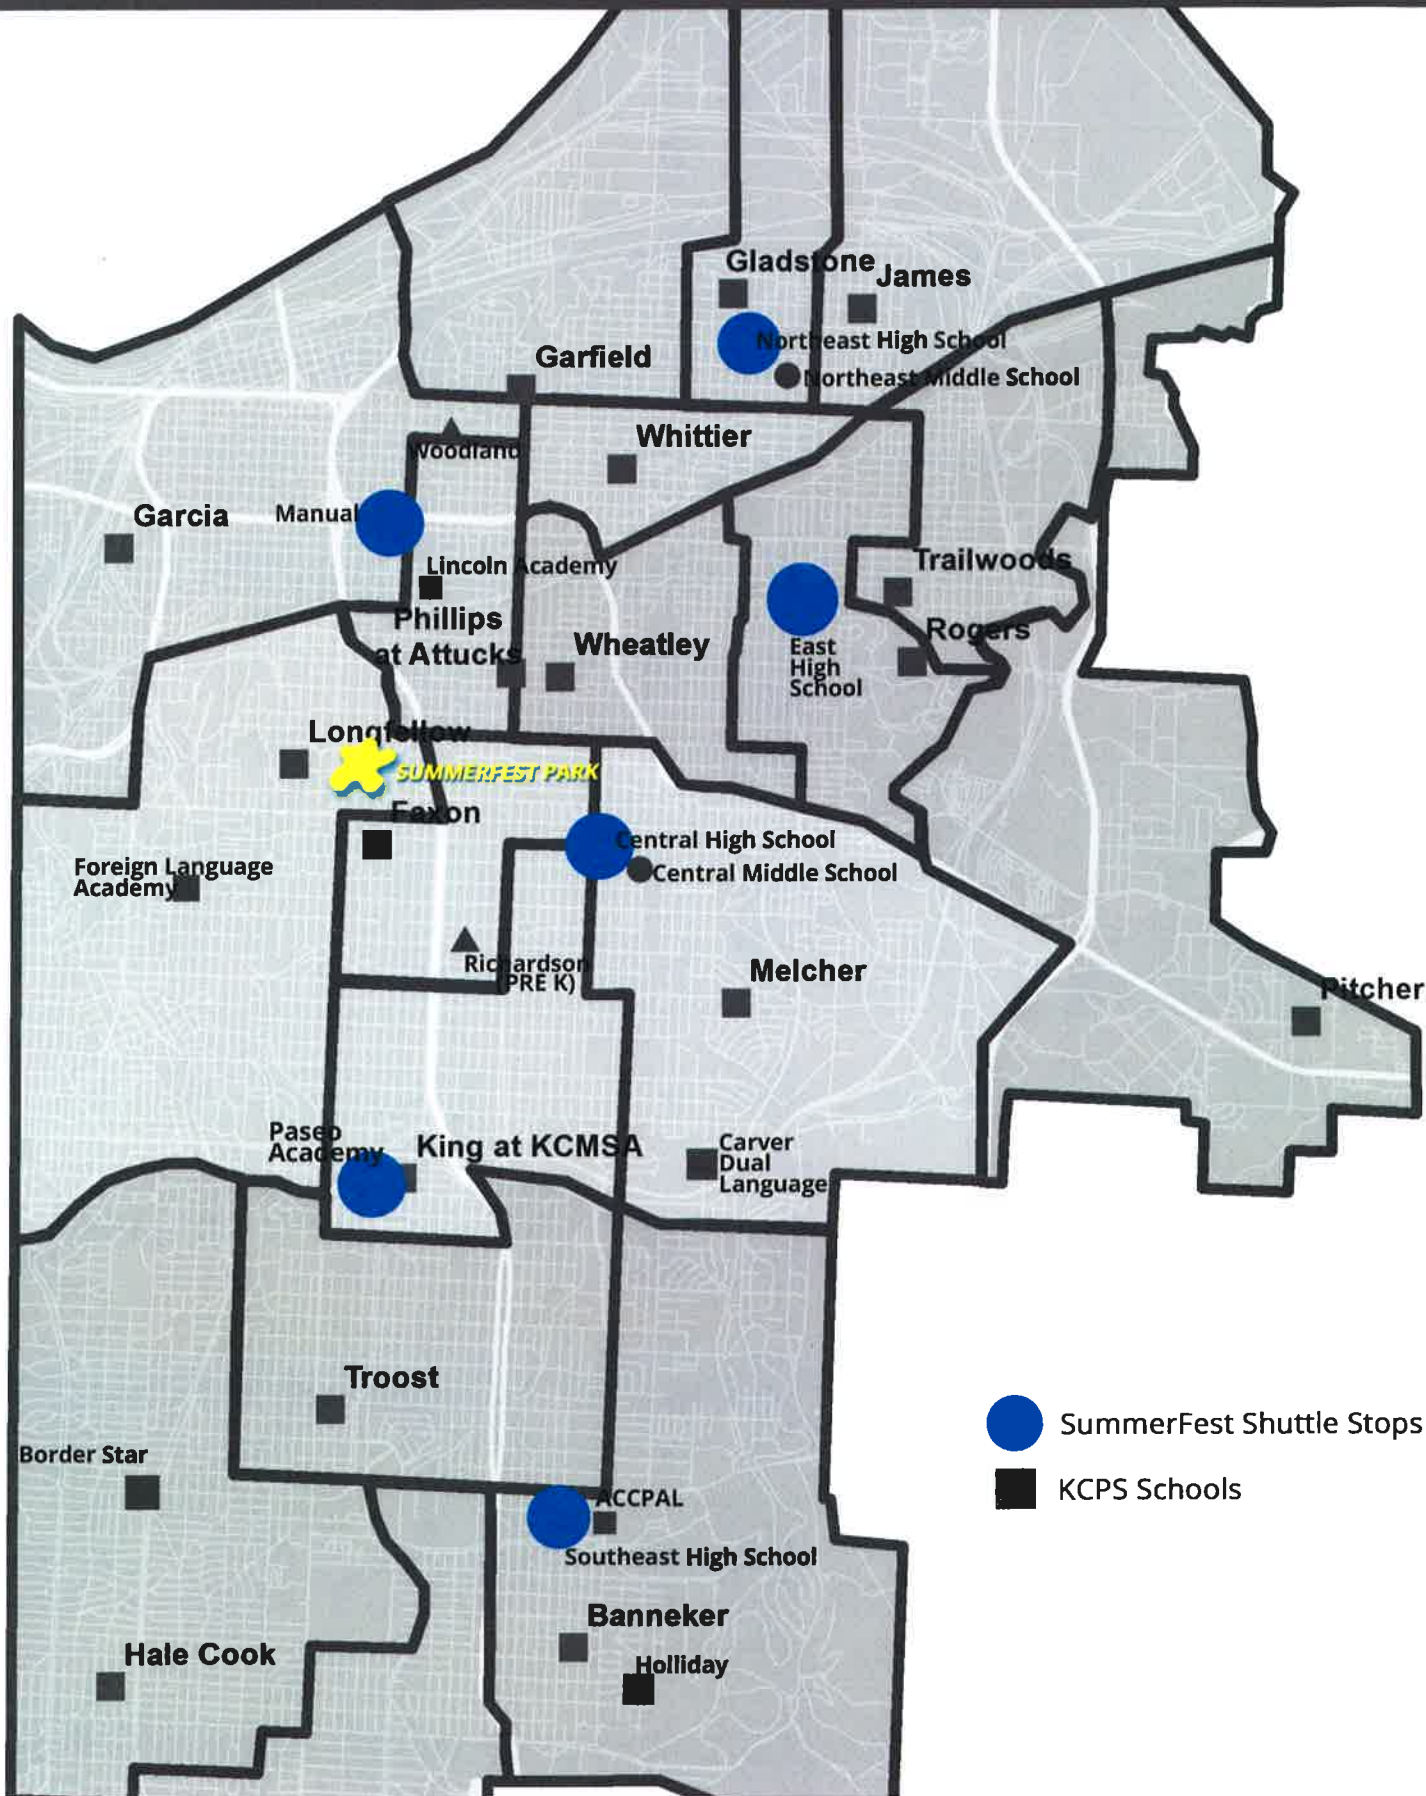 Gladstone
James
Northeast High School
Northeast Middle School
Garfield
Whittier
Woodland
Garcia
Manual
Lincoln Academy
Trailwoods
Phillips
at Attucks
Wheatley
Rogers
East
High
School
Longfellow
SUMMERFEST PARK
Faxon
Central High School
Central Middle School
Foreign Language
Academy
Richardson
(PRE K)
Melcher
Pitcher
Paseo
Academy
King at KCMSA
Carver
Dual
Language
Troost
SummerFest Shuttle Stops
KCPS Schools
Border Star
ACCPAL
Southeast High School
Banneker
Holliday
Hale Cook